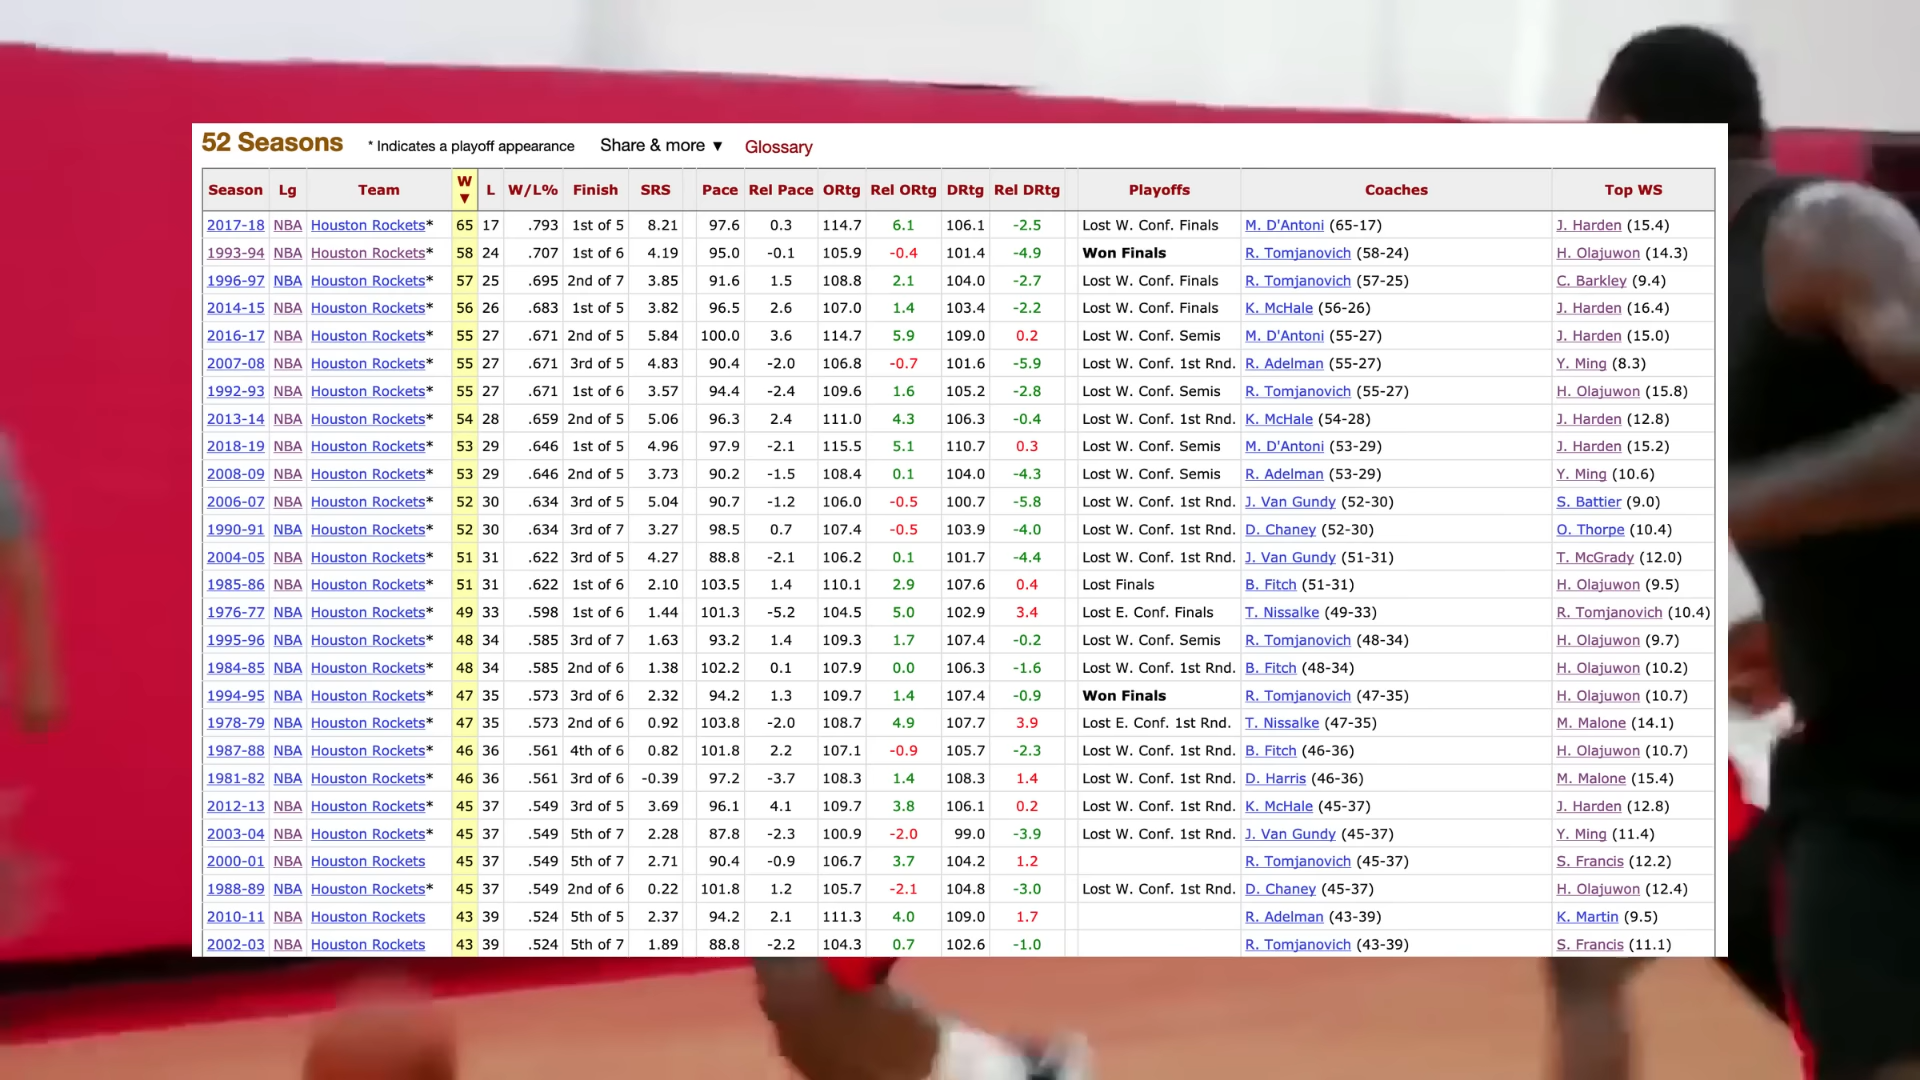 52 Seasons * Indicates a playoff appearance Share & more ▼ Glossary
Season Lg Team W ▼ L W/L% Finish SRS Pace Rel Pace ORtg Rel ORtg DRtg Rel DRtg Playoffs Coaches Top WS
2017-18 NBA Houston Rockets* 65 17 .793 1st of 5 8.21 97.6 0.3 114.7 6.1 106.1 -2.5 Lost W. Conf. Finals M. D'Antoni (65-17) J. Harden (15.4)
1993-94 NBA Houston Rockets* 58 24 .707 1st of 6 4.19 95.0 -0.1 105.9 -0.4 101.4 -4.9 Won Finals R. Tomjanovich (58-24) H. Olajuwon (14.3)
1996-97 NBA Houston Rockets* 57 25 .695 2nd of 7 3.85 91.6 1.5 108.8 2.1 104.0 -2.7 Lost W. Conf. Finals R. Tomjanovich (57-25) C. Barkley (9.4)
2014-15 NBA Houston Rockets* 56 26 .683 1st of 5 3.82 96.5 2.6 107.0 1.4 103.4 -2.2 Lost W. Conf. Finals K. McHale (56-26) J. Harden (16.4)
2016-17 NBA Houston Rockets* 55 27 .671 2nd of 5 5.84 100.0 3.6 114.7 5.9 109.0 0.2 Lost W. Conf. Semis M. D'Antoni (55-27) J. Harden (15.0)
2007-08 NBA Houston Rockets* 55 27 .671 3rd of 5 4.83 90.4 -2.0 106.8 -0.7 101.6 -5.9 Lost W. Conf. 1st Rnd. R. Adelman (55-27) Y. Ming (8.3)
1992-93 NBA Houston Rockets* 55 27 .671 1st of 6 3.57 94.4 -2.4 109.6 1.6 105.2 -2.8 Lost W. Conf. Semis R. Tomjanovich (55-27) H. Olajuwon (15.8)
2013-14 NBA Houston Rockets* 54 28 .659 2nd of 5 5.06 96.3 2.4 111.0 4.3 106.3 -0.4 Lost W. Conf. 1st Rnd. K. McHale (54-28) J. Harden (12.8)
2018-19 NBA Houston Rockets* 53 29 .646 1st of 5 4.96 97.9 -2.1 115.5 5.1 110.7 0.3 Lost W. Conf. Semis M. D'Antoni (53-29) J. Harden (15.2)
2008-09 NBA Houston Rockets* 53 29 .646 2nd of 5 3.73 90.2 -1.5 108.4 0.1 104.0 -4.3 Lost W. Conf. Semis R. Adelman (53-29) Y. Ming (10.6)
2006-07 NBA Houston Rockets* 52 30 .634 3rd of 5 5.04 90.7 -1.2 106.0 -0.5 100.7 -5.8 Lost W. Conf. 1st Rnd. J. Van Gundy (52-30) S. Battier (9.0)
1990-91 NBA Houston Rockets* 52 30 .634 3rd of 7 3.27 98.5 0.7 107.4 -0.5 103.9 -4.0 Lost W. Conf. 1st Rnd. D. Chaney (52-30) O. Thorpe (10.4)
2004-05 NBA Houston Rockets* 51 31 .622 3rd of 5 4.27 88.8 -2.1 106.2 0.1 101.7 -4.4 Lost W. Conf. 1st Rnd. J. Van Gundy (51-31) T. McGrady (12.0)
1985-86 NBA Houston Rockets* 51 31 .622 1st of 6 2.10 103.5 1.4 110.1 2.9 107.6 0.4 Lost Finals B. Fitch (51-31) H. Olajuwon (9.5)
1976-77 NBA Houston Rockets* 49 33 .598 1st of 6 1.44 101.3 -5.2 104.5 5.0 102.9 3.4 Lost E. Conf. Finals T. Nissalke (49-33) R. Tomjanovich (10.4)
1995-96 NBA Houston Rockets* 48 34 .585 3rd of 7 1.63 93.2 1.4 109.3 1.7 107.4 -0.2 Lost W. Conf. Semis R. Tomjanovich (48-34) H. Olajuwon (9.7)
1984-85 NBA Houston Rockets* 48 34 .585 2nd of 6 1.38 102.2 0.1 107.9 0.0 106.3 -1.6 Lost W. Conf. 1st Rnd. B. Fitch (48-34) H. Olajuwon (10.2)
1994-95 NBA Houston Rockets* 47 35 .573 3rd of 6 2.32 94.2 1.3 109.7 1.4 107.4 -0.9 Won Finals R. Tomjanovich (47-35) H. Olajuwon (10.7)
1978-79 NBA Houston Rockets* 47 35 .573 2nd of 6 0.92 103.8 -2.0 108.7 4.9 107.7 3.9 Lost E. Conf. 1st Rnd. T. Nissalke (47-35) M. Malone (14.1)
1987-88 NBA Houston Rockets* 46 36 .561 4th of 6 0.82 101.8 2.2 107.1 -0.9 105.7 -2.3 Lost W. Conf. 1st Rnd. B. Fitch (46-36) H. Olajuwon (10.7)
1981-82 NBA Houston Rockets* 46 36 .561 3rd of 6 -0.39 97.2 -3.7 108.3 1.4 108.3 1.4 Lost W. Conf. 1st Rnd. D. Harris (46-36) M. Malone (15.4)
2012-13 NBA Houston Rockets* 45 37 .549 3rd of 5 3.69 96.1 4.1 109.7 3.8 106.1 0.2 Lost W. Conf. 1st Rnd. K. McHale (45-37) J. Harden (12.8)
2003-04 NBA Houston Rockets* 45 37 .549 5th of 7 2.28 87.8 -2.3 100.9 -2.0 99.0 -3.9 Lost W. Conf. 1st Rnd. J. Van Gundy (45-37) Y. Ming (11.4)
2000-01 NBA Houston Rockets 45 37 .549 5th of 7 2.71 90.4 -0.9 106.7 3.7 104.2 1.2 R. Tomjanovich (45-37) S. Francis (12.2)
1988-89 NBA Houston Rockets* 45 37 .549 2nd of 6 0.22 101.8 1.2 105.7 -2.1 104.8 -3.0 Lost W. Conf. 1st Rnd. D. Chaney (45-37) H. Olajuwon (12.4)
2010-11 NBA Houston Rockets 43 39 .524 5th of 5 2.37 94.2 2.1 111.3 4.0 109.0 1.7 R. Adelman (43-39) K. Martin (9.5)
2002-03 NBA Houston Rockets 43 39 .524 5th of 7 1.89 88.8 -2.2 104.3 0.7 102.6 -1.0 R. Tomjanovich (43-39) S. Francis (11.1)